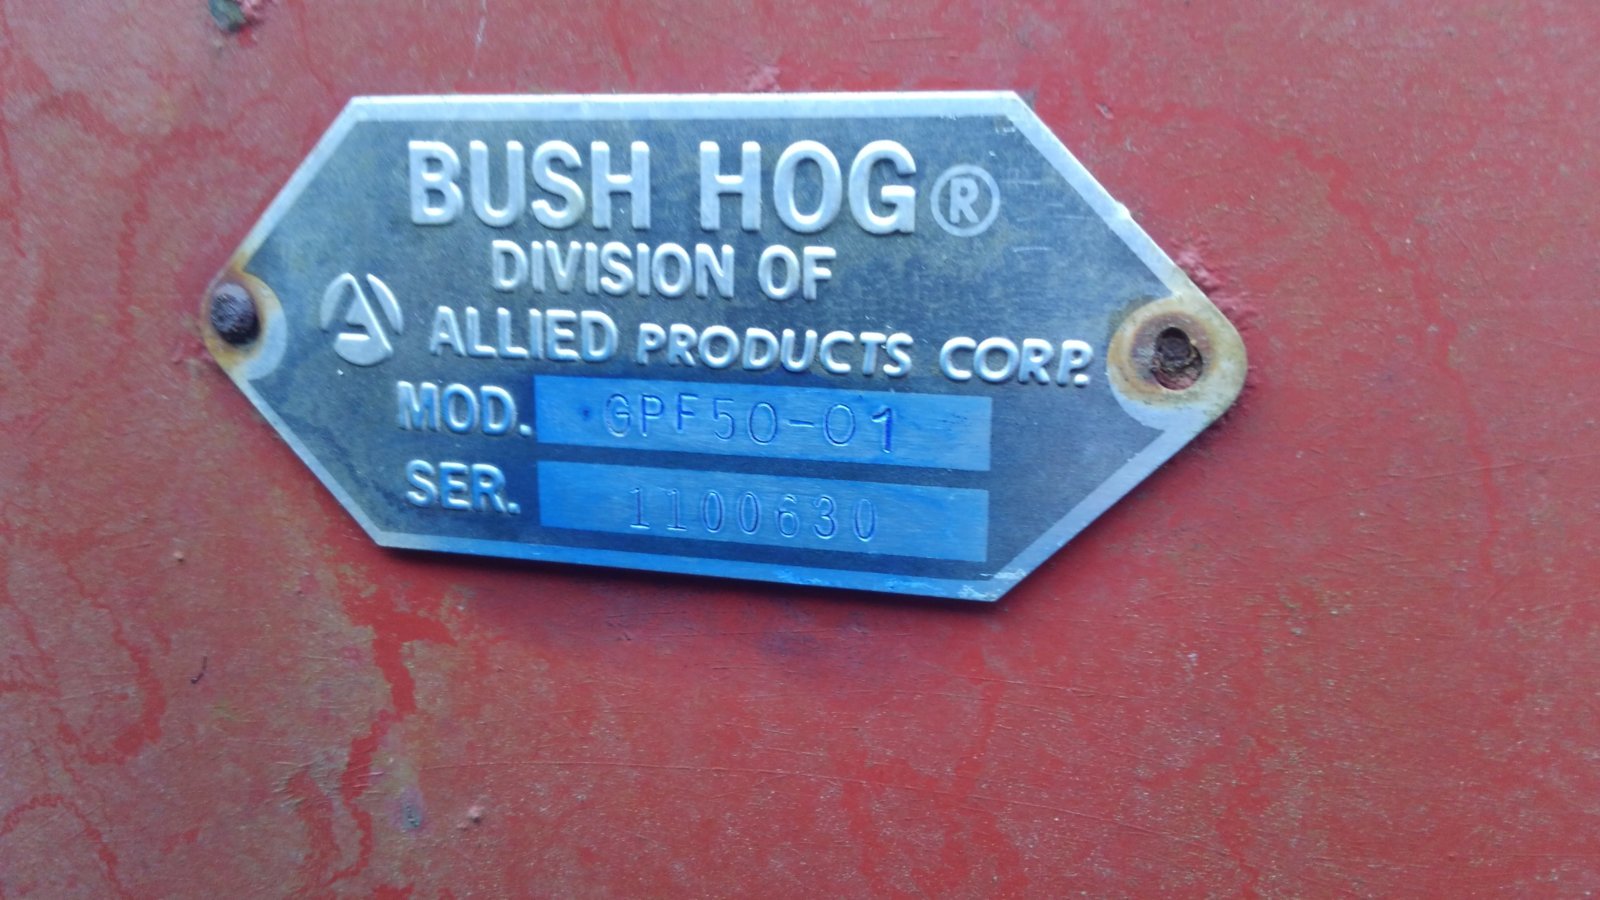 BUSH HOG®
DIVISION OF
ALLIED PRODUCTS CORP.
MOD. GPF50-01
SER. 1100630